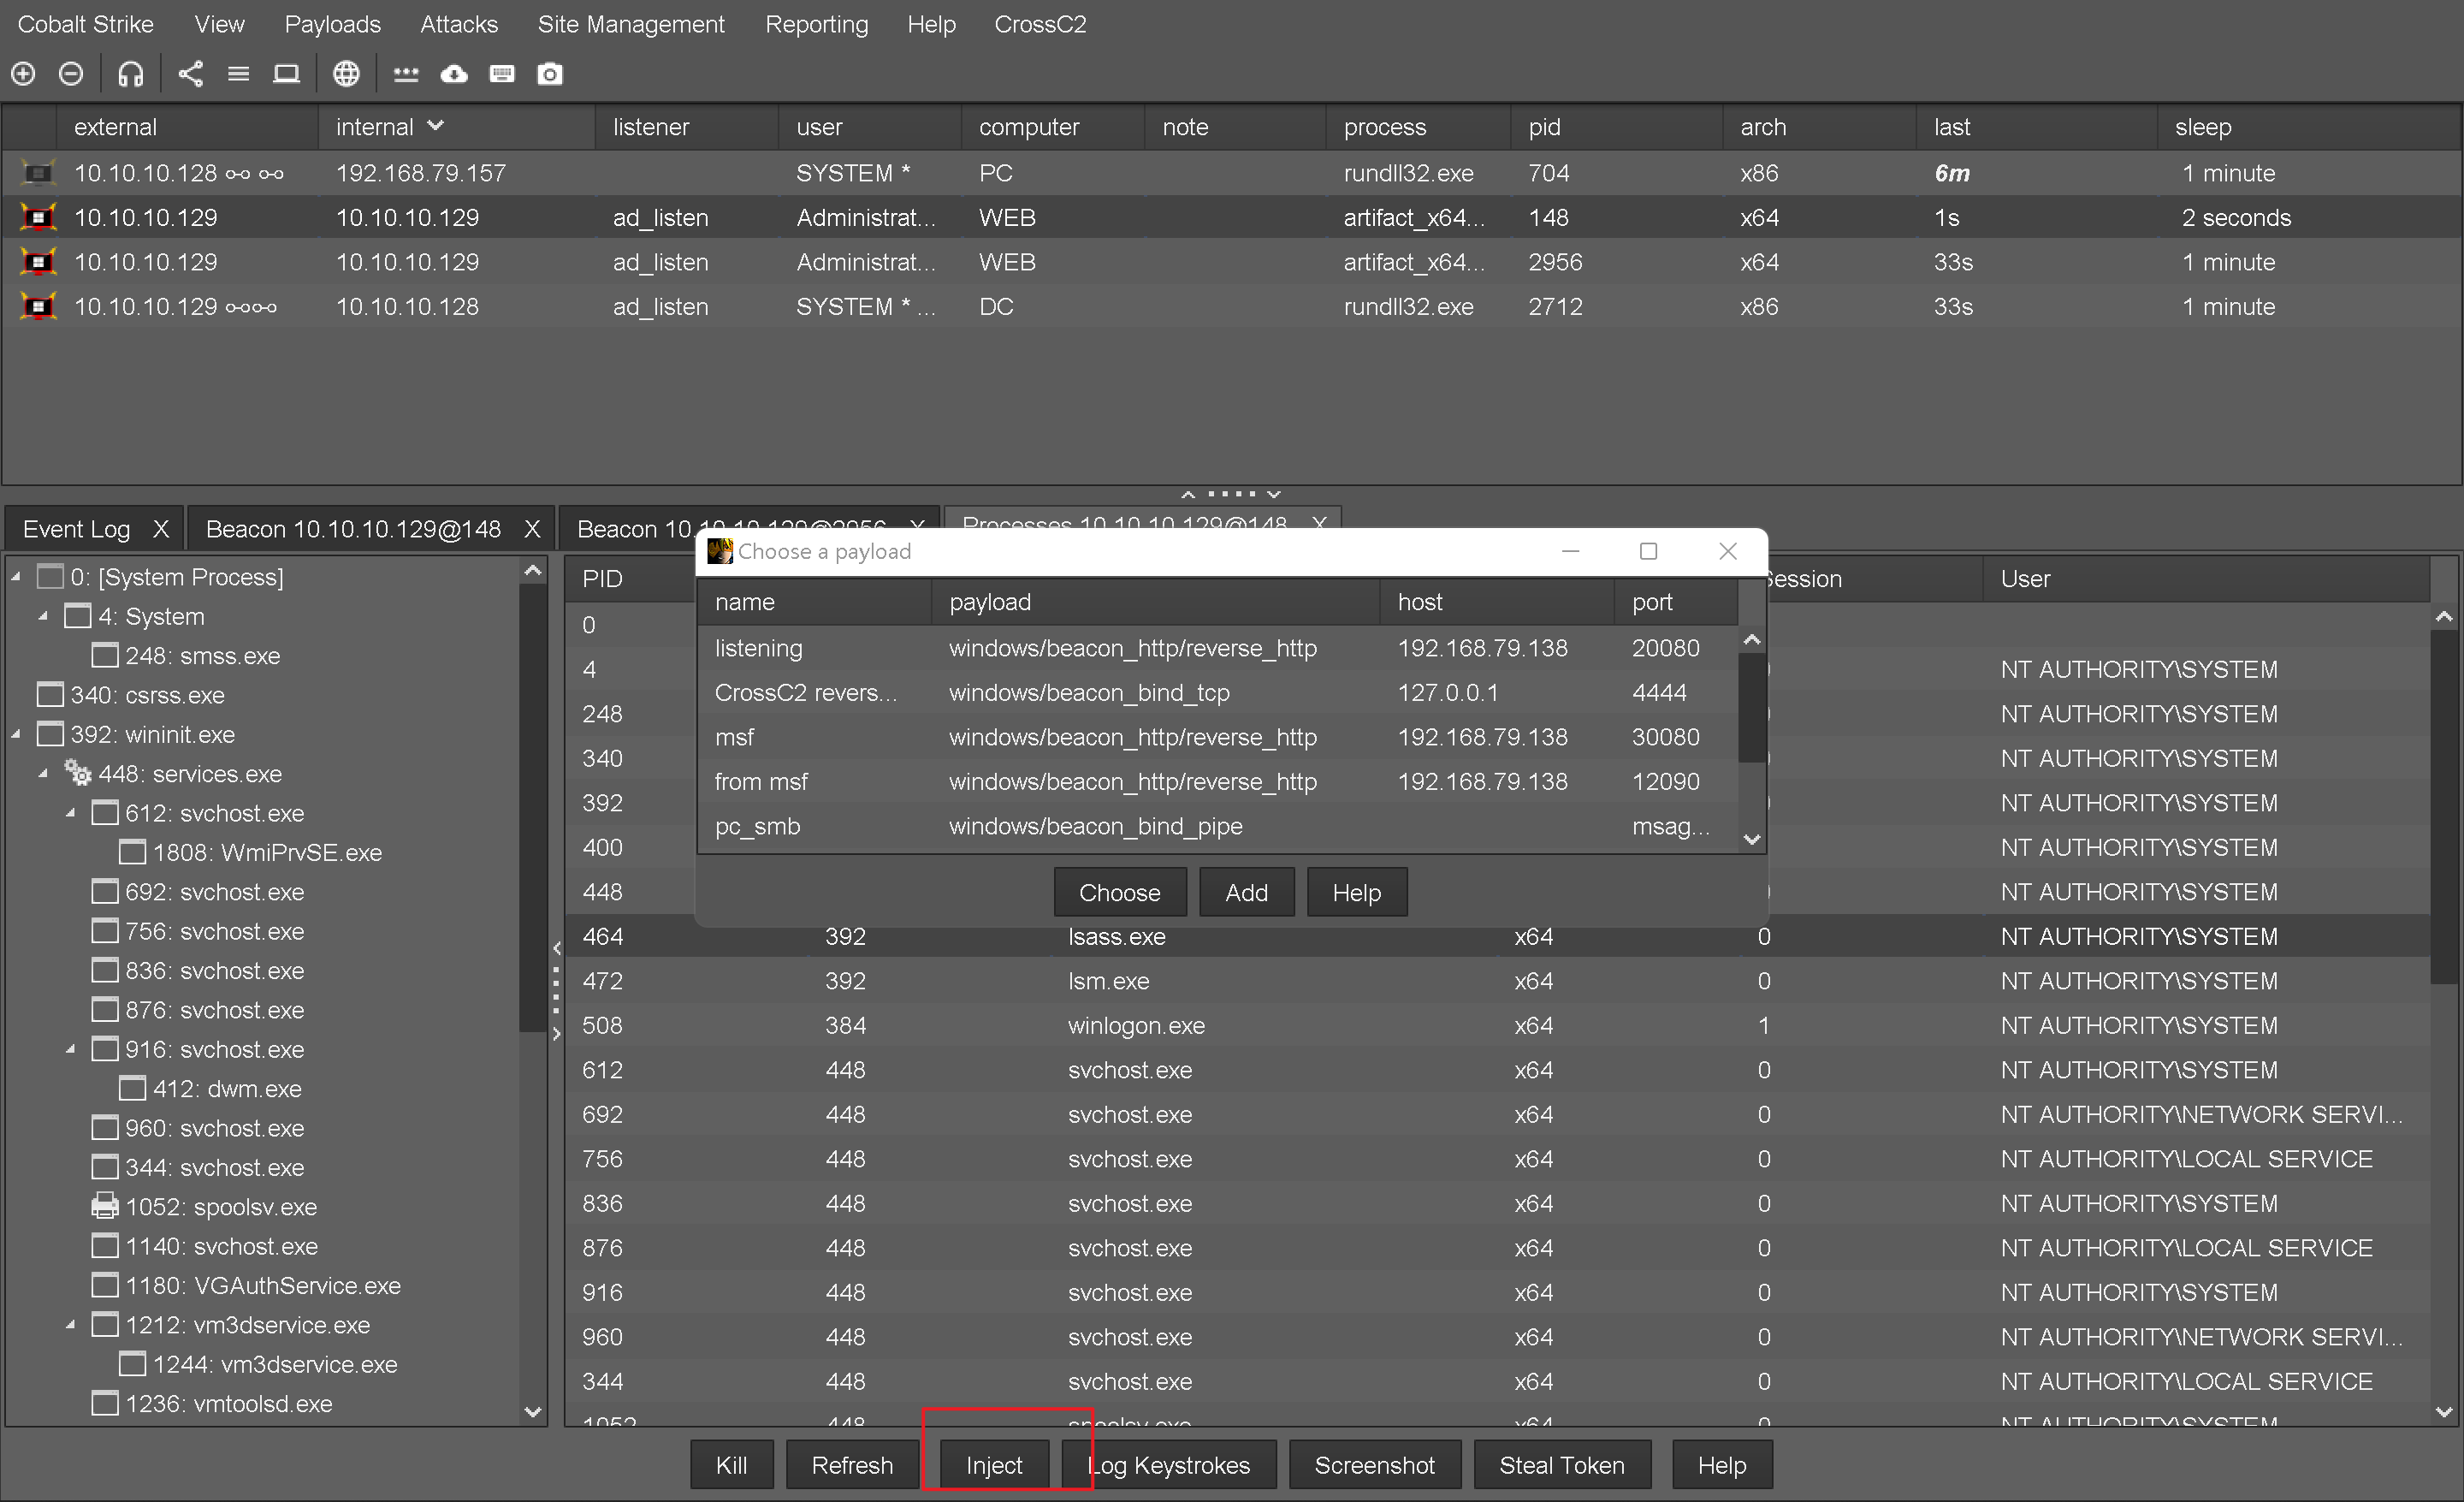 Cobalt Strike View Payloads Attacks Site Management Reporting Help CrossC2
external internal listener user computer note process pid arch last sleep
10.10.10.128 192.168.79.157 SYSTEM * PC rundll32.exe 704 x86 6m 1 minute
10.10.10.129 10.10.10.129 ad_listen Administrat... WEB artifact_x64... 148 x64 1s 2 seconds
10.10.10.129 10.10.10.129 ad_listen Administrat... WEB artifact_x64... 2956 x64 33s 1 minute
10.10.10.129 10.10.10.128 ad_listen SYSTEM * ... DC rundll32.exe 2712 x86 33s 1 minute
Event Log X Beacon 10.10.10.129@148 X Beacon 10.10.10.129@2956 X Processes 10.10.10.129@148 X
0: [System Process]
4: System
248: smss.exe
340: csrss.exe
392: wininit.exe
448: services.exe
612: svchost.exe
1808: WmiPrvSE.exe
692: svchost.exe
756: svchost.exe
836: svchost.exe
876: svchost.exe
916: svchost.exe
412: dwm.exe
960: svchost.exe
344: svchost.exe
1052: spoolsv.exe
1140: svchost.exe
1180: VGAuthService.exe
1212: vm3dservice.exe
1244: vm3dservice.exe
1236: vmtoolsd.exe
Choose a payload
name payload host port
listening windows/beacon_http/reverse_http 192.168.79.138 20080
CrossC2 revers... windows/beacon_bind_tcp 127.0.0.1 4444
msf windows/beacon_http/reverse_http 192.168.79.138 30080
from msf windows/beacon_http/reverse_http 192.168.79.138 12090
pc_smb windows/beacon_bind_pipe msag...
Choose Add Help
PID Session User
0
4 NT AUTHORITY\SYSTEM
248 NT AUTHORITY\SYSTEM
340 NT AUTHORITY\SYSTEM
392 NT AUTHORITY\SYSTEM
400 NT AUTHORITY\SYSTEM
448 NT AUTHORITY\SYSTEM
464 392 lsass.exe x64 0 NT AUTHORITY\SYSTEM
472 392 lsm.exe x64 0 NT AUTHORITY\SYSTEM
508 384 winlogon.exe x64 1 NT AUTHORITY\SYSTEM
612 448 svchost.exe x64 0 NT AUTHORITY\SYSTEM
692 448 svchost.exe x64 0 NT AUTHORITY\NETWORK SERVI...
756 448 svchost.exe x64 0 NT AUTHORITY\LOCAL SERVICE
836 448 svchost.exe x64 0 NT AUTHORITY\SYSTEM
876 448 svchost.exe x64 0 NT AUTHORITY\LOCAL SERVICE
916 448 svchost.exe x64 0 NT AUTHORITY\SYSTEM
960 448 svchost.exe x64 0 NT AUTHORITY\NETWORK SERVI...
344 448 svchost.exe x64 0 NT AUTHORITY\LOCAL SERVICE
1052 448 spoolsv.exe x64 0 NT AUTHORITY\SYSTEM
Kill Refresh Inject Log Keystrokes Screenshot Steal Token Help